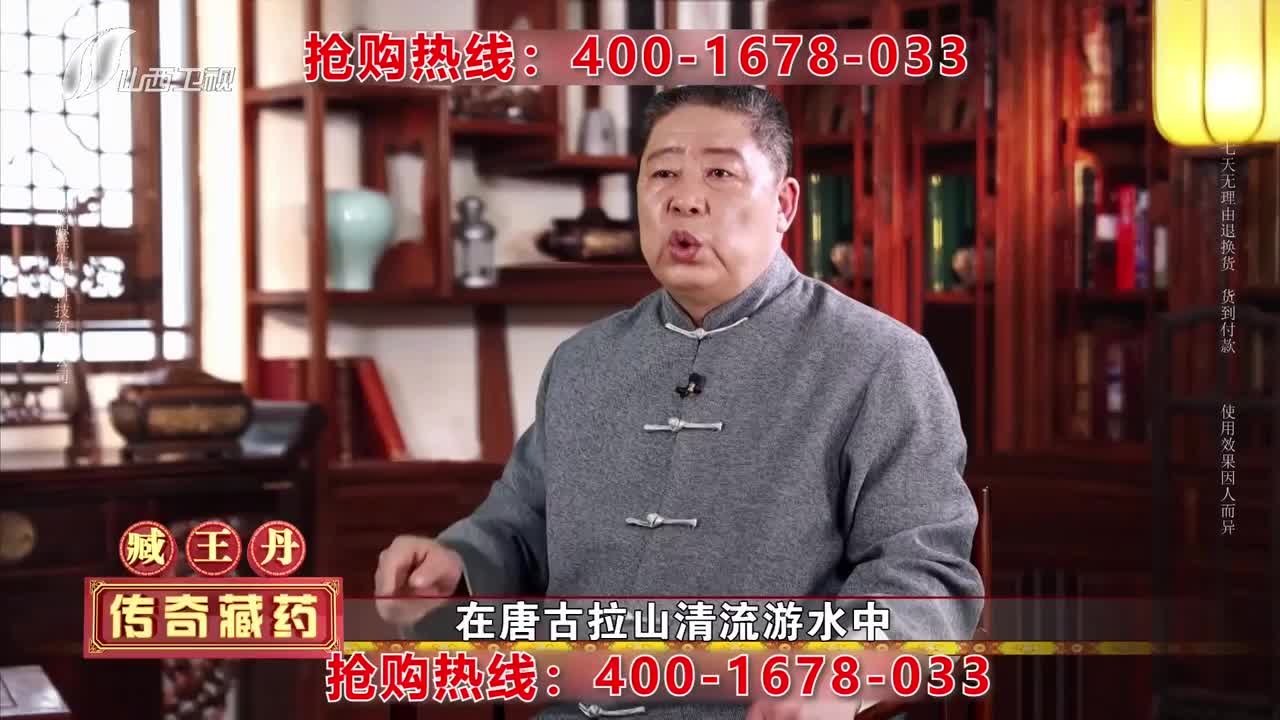 抢购热线：400-1678-033
山西卫视
七天无理由退换货 货到付款 使用效果因人而异
臧王丹
传奇藏药
在唐古拉山清流游水中
抢购热线：400-1678-033